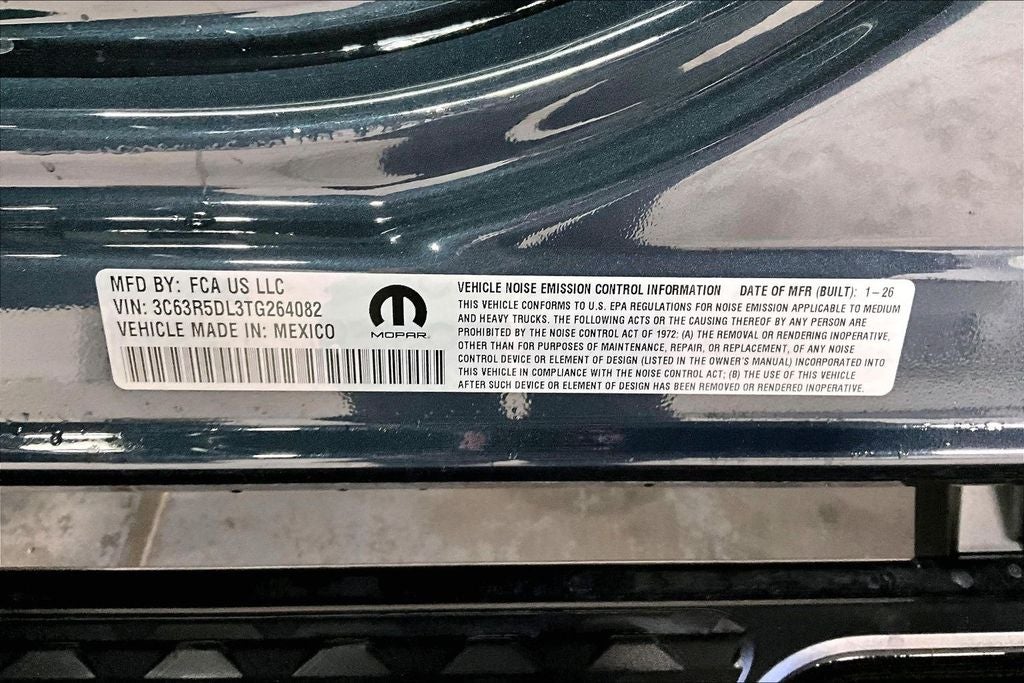 MFD BY: FCA US LLC
VIN: 3C63R5DL3TG264082
VEHICLE MADE IN: MEXICO
MOPAR
VEHICLE NOISE EMISSION CONTROL INFORMATION DATE OF MFR (BUILT): 1-26
THIS VEHICLE CONFORMS TO U.S. EPA REGULATIONS FOR NOISE EMISSION APPLICABLE TO MEDIUM
AND HEAVY TRUCKS. THE FOLLOWING ACTS OR THE CAUSING THEREOF BY ANY PERSON ARE
PROHIBITED BY THE NOISE CONTROL ACT OF 1972: (A) THE REMOVAL OR RENDERING INOPERATIVE,
OTHER THAN FOR PURPOSES OF MAINTENANCE, REPAIR, OR REPLACEMENT, OF ANY NOISE
CONTROL DEVICE OR ELEMENT OF DESIGN (LISTED IN THE OWNER'S MANUAL) INCORPORATED INTO
THIS VEHICLE IN COMPLIANCE WITH THE NOISE CONTROL ACT; (B) THE USE OF THIS VEHICLE
AFTER SUCH DEVICE OR ELEMENT OF DESIGN HAS BEEN REMOVED OR RENDERED INOPERATIVE.